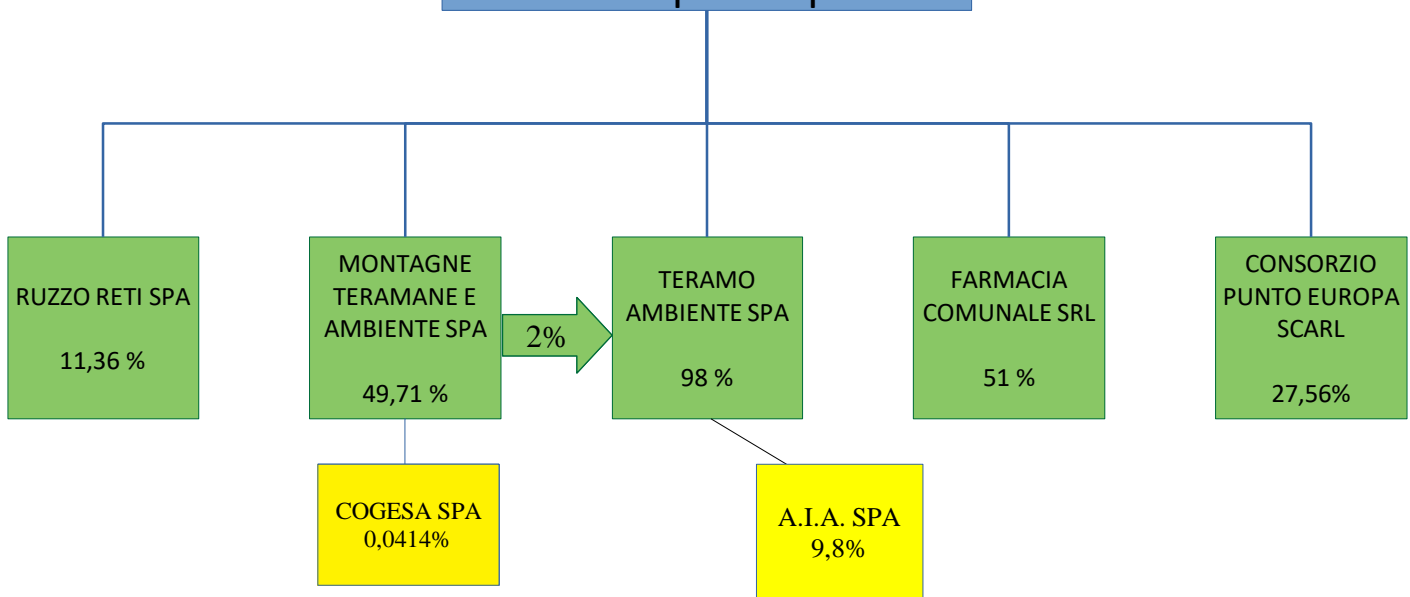 RUZZO RETI SPA
11,36 %
MONTAGNE
TERAMANE E
AMBIENTE SPA
49,71 %
2%
TERAMO
AMBIENTE SPA
98 %
FARMACIA
COMUNALE SRL
51 %
CONSORZIO
PUNTO EUROPA
SCARL
27,56%
COGESA SPA
0,0414%
A.I.A. SPA
9,8%